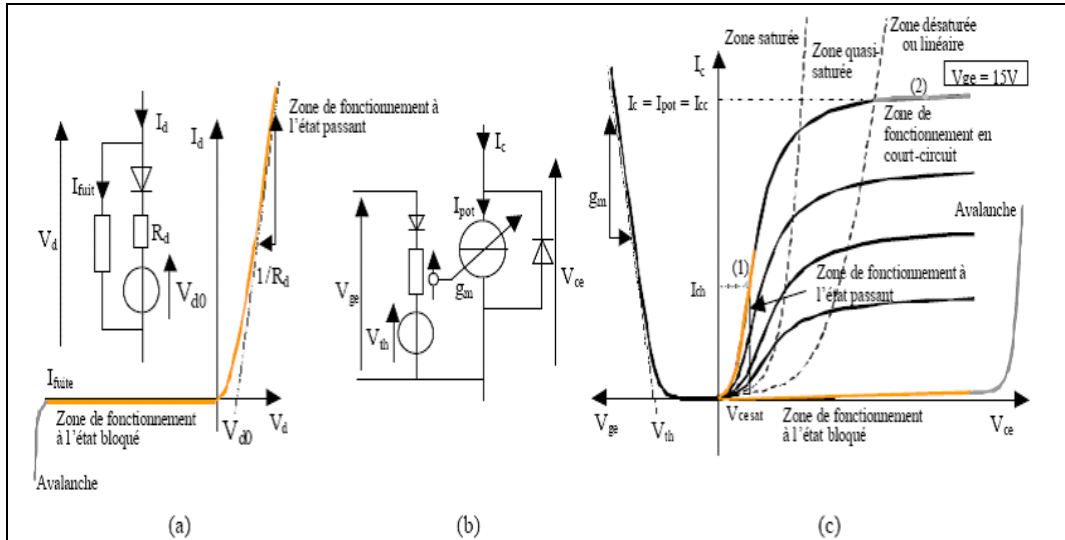 I_d
I_fuit
V_d
R_d
V_d0
I_d
Zone de fonctionnement à
l'état passant
1/R_d
I_fuite
Zone de fonctionnement
à l'état bloqué
V_d0
V_d
Avalanche
(a)
I_c
I_pot
V_ge
g_m
V_th
V_ce
(b)
Zone saturée
Zone quasi-
saturée
Zone désaturée
ou linéaire
I_c
Vge = 15V
I_c = I_pot = I_cc
(2)
Zone de
fonctionnement en
court-circuit
g_m
Avalanche
(1)
I_ch
Zone de fonctionnement à
l'état passant
V_ge
V_th
V_ce sat
Zone de fonctionnement
à l'état bloqué
V_ce
(c)